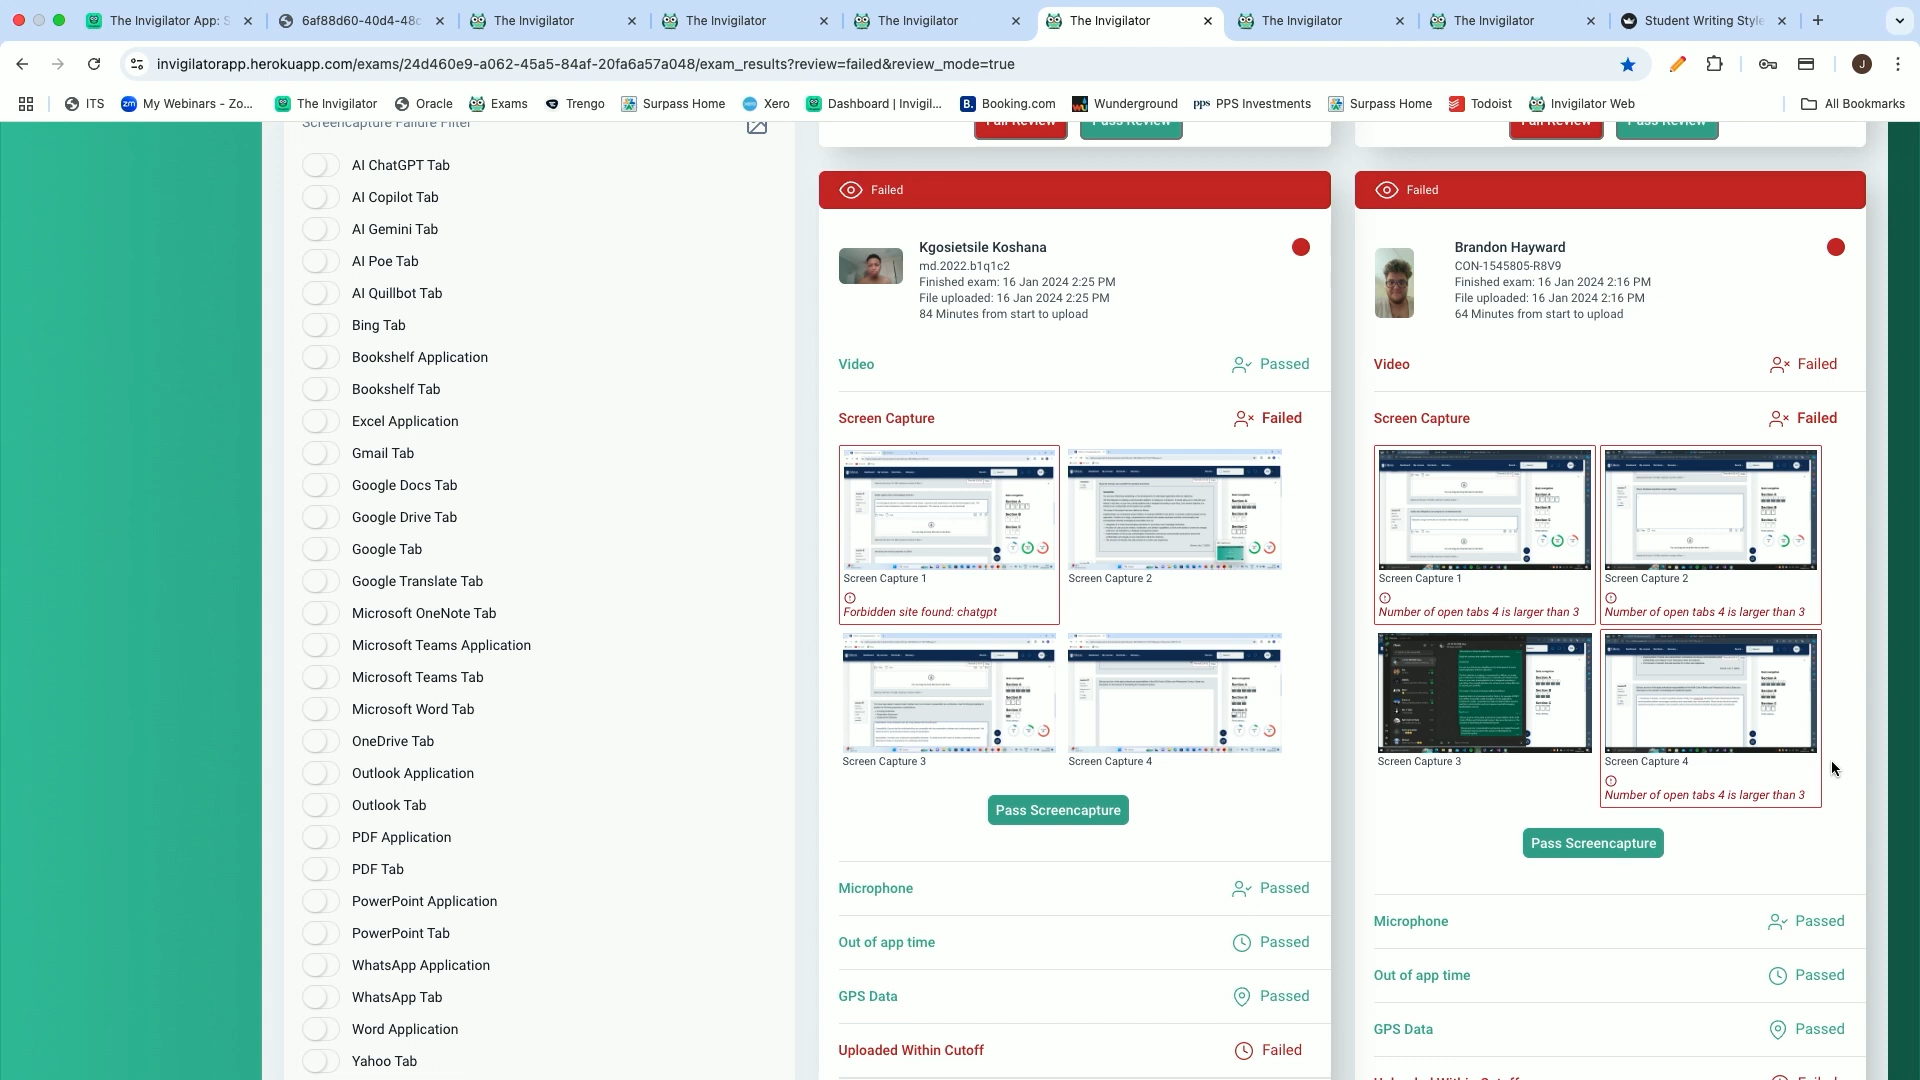 The Invigilator App: S
6af88d60-40d4-48c
The Invigilator
The Invigilator
The Invigilator
The Invigilator
The Invigilator
The Invigilator
Student Writing Style
invigilatorapp.herokuapp.com/exams/24d460e9-a062-45a5-84af-20fa6a57a048/exam_results?review=failed&review_mode=true
J
ITS
My Webinars - Zo...
The Invigilator
Oracle
Exams
Trengo
Surpass Home
Xero
Dashboard | Invigil...
Booking.com
Wunderground
PPS Investments
Surpass Home
Todoist
Invigilator Web
All Bookmarks
Screencapture Failure Filter
AI ChatGPT Tab
AI Copilot Tab
AI Gemini Tab
AI Poe Tab
AI Quillbot Tab
Bing Tab
Bookshelf Application
Bookshelf Tab
Excel Application
Gmail Tab
Google Docs Tab
Google Drive Tab
Google Tab
Google Translate Tab
Microsoft OneNote Tab
Microsoft Teams Application
Microsoft Teams Tab
Microsoft Word Tab
OneDrive Tab
Outlook Application
Outlook Tab
PDF Application
PDF Tab
PowerPoint Application
PowerPoint Tab
WhatsApp Application
WhatsApp Tab
Word Application
Yahoo Tab
Fail Review
Pass Review
Failed
Kgosietsile Koshana
md.2022.b1q1c2
Finished exam: 16 Jan 2024 2:25 PM
File uploaded: 16 Jan 2024 2:25 PM
84 Minutes from start to upload
Video
Passed
Screen Capture
Failed
Screen Capture 1
Forbidden site found: chatgpt
Screen Capture 2
Screen Capture 3
Screen Capture 4
Pass Screencapture
Microphone
Passed
Out of app time
Passed
GPS Data
Passed
Uploaded Within Cutoff
Failed
Fail Review
Pass Review
Failed
Brandon Hayward
CON-1545805-R8V9
Finished exam: 16 Jan 2024 2:16 PM
File uploaded: 16 Jan 2024 2:16 PM
64 Minutes from start to upload
Video
Failed
Screen Capture
Failed
Screen Capture 1
Number of open tabs 4 is larger than 3
Screen Capture 2
Number of open tabs 4 is larger than 3
Screen Capture 3
Screen Capture 4
Number of open tabs 4 is larger than 3
Pass Screencapture
Microphone
Passed
Out of app time
Passed
GPS Data
Passed
Uploaded Within Cutoff
Failed